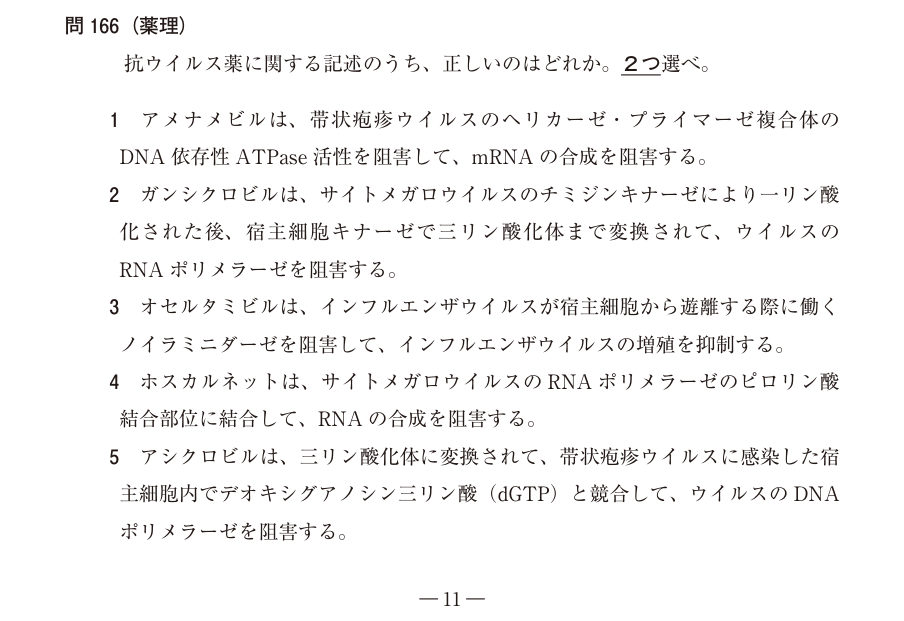 問 166（薬理）
抗ウイルス薬に関する記述のうち、正しいのはどれか。２つ選べ。
1　アメナメビルは、帯状疱疹ウイルスのヘリカーゼ・プライマーゼ複合体の
DNA 依存性 ATPase 活性を阻害して、mRNA の合成を阻害する。
2　ガンシクロビルは、サイトメガロウイルスのチミジンキナーゼにより一リン酸
化された後、宿主細胞キナーゼで三リン酸化体まで変換されて、ウイルスの
RNA ポリメラーゼを阻害する。
3　オセルタミビルは、インフルエンザウイルスが宿主細胞から遊離する際に働く
ノイラミニダーゼを阻害して、インフルエンザウイルスの増殖を抑制する。
4　ホスカルネットは、サイトメガロウイルスの RNA ポリメラーゼのピロリン酸
結合部位に結合して、RNA の合成を阻害する。
5　アシクロビルは、三リン酸化体に変換されて、帯状疱疹ウイルスに感染した宿
主細胞内でデオキシグアノシン三リン酸（dGTP）と競合して、ウイルスの DNA
ポリメラーゼを阻害する。
― 11 ―